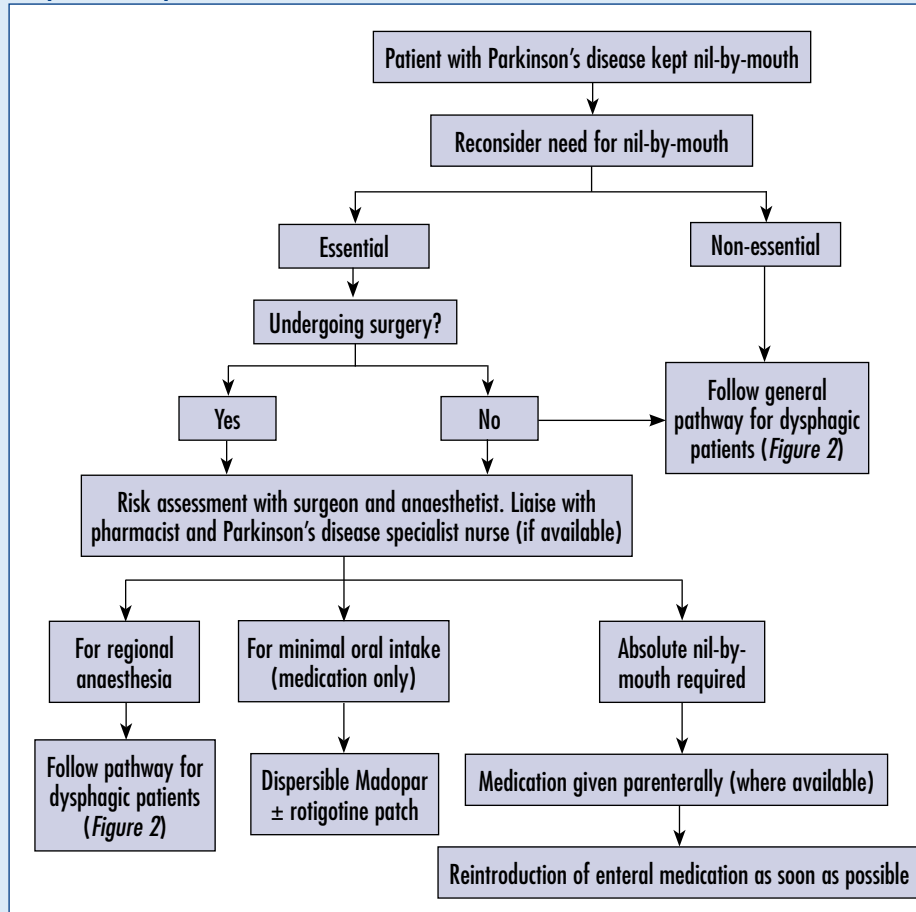 Patient with Parkinson’s disease kept nil-by-mouth
Reconsider need for nil-by-mouth
Essential
Non-essential
Undergoing surgery?
Yes
No
Follow general
pathway for dysphagic
patients (Figure 2)
Risk assessment with surgeon and anaesthetist. Liaise with
pharmacist and Parkinson’s disease specialist nurse (if available)
For regional
anaesthesia
For minimal oral intake
(medication only)
Absolute nil-by-
mouth required
Follow pathway for
dysphagic patients
(Figure 2)
Dispersible Madopar
± rotigotine patch
Medication given parenterally (where available)
Reintroduction of enteral medication as soon as possible